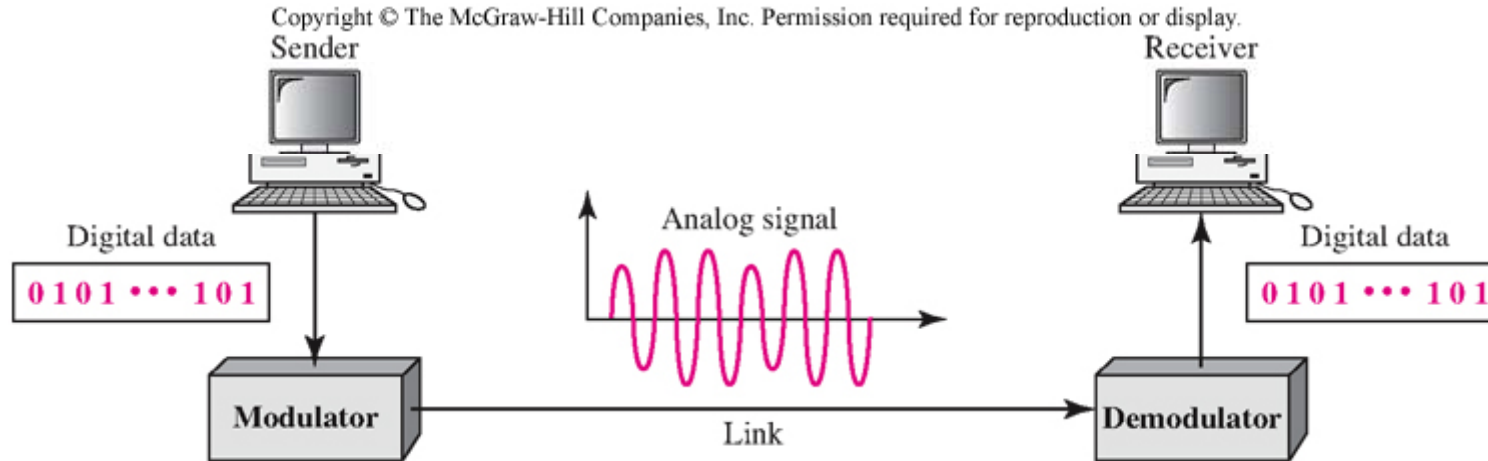 Copyright © The McGraw-Hill Companies, Inc. Permission required for reproduction or display.
Sender
Receiver
Analog signal
Digital data
Digital data
0101 ••• 101
0101 ••• 101
Modulator
Link
Demodulator